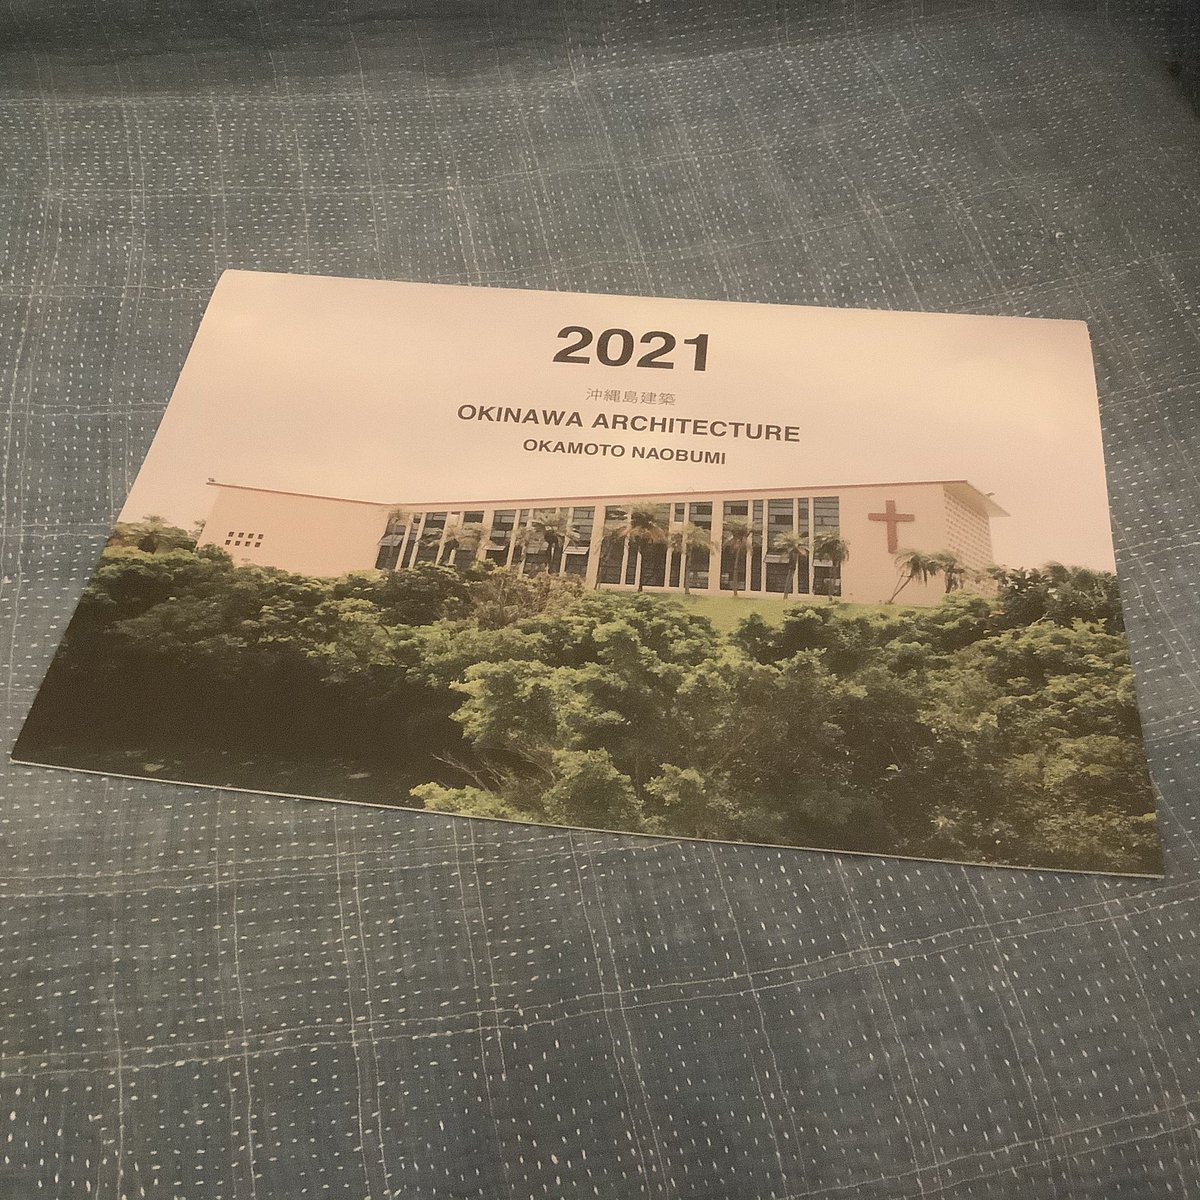 2021
沖縄島建築
OKINAWA ARCHITECTURE
OKAMOTO NAOBUMI